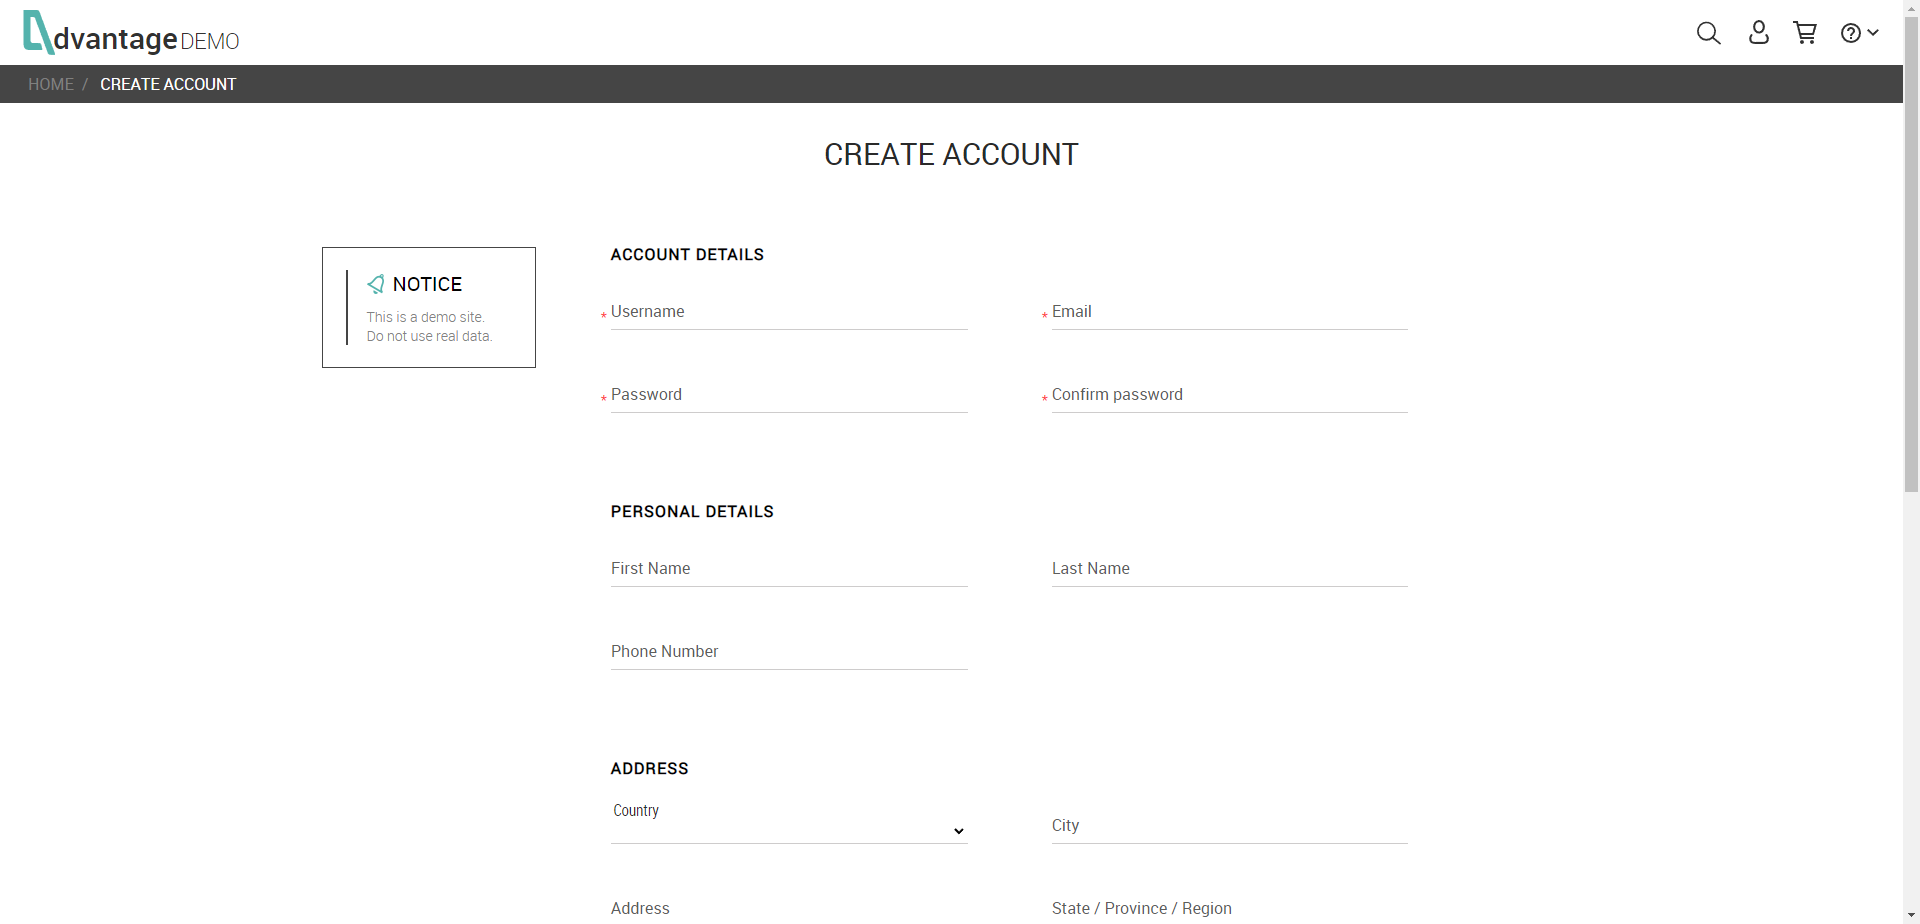 dvantage DEMO
HOME / CREATE ACCOUNT
CREATE ACCOUNT
NOTICE
This is a demo site.
Do not use real data.
ACCOUNT DETAILS
* Username
* Email
* Password
* Confirm password
PERSONAL DETAILS
First Name
Last Name
Phone Number
ADDRESS
Country
City
Address
State / Province / Region